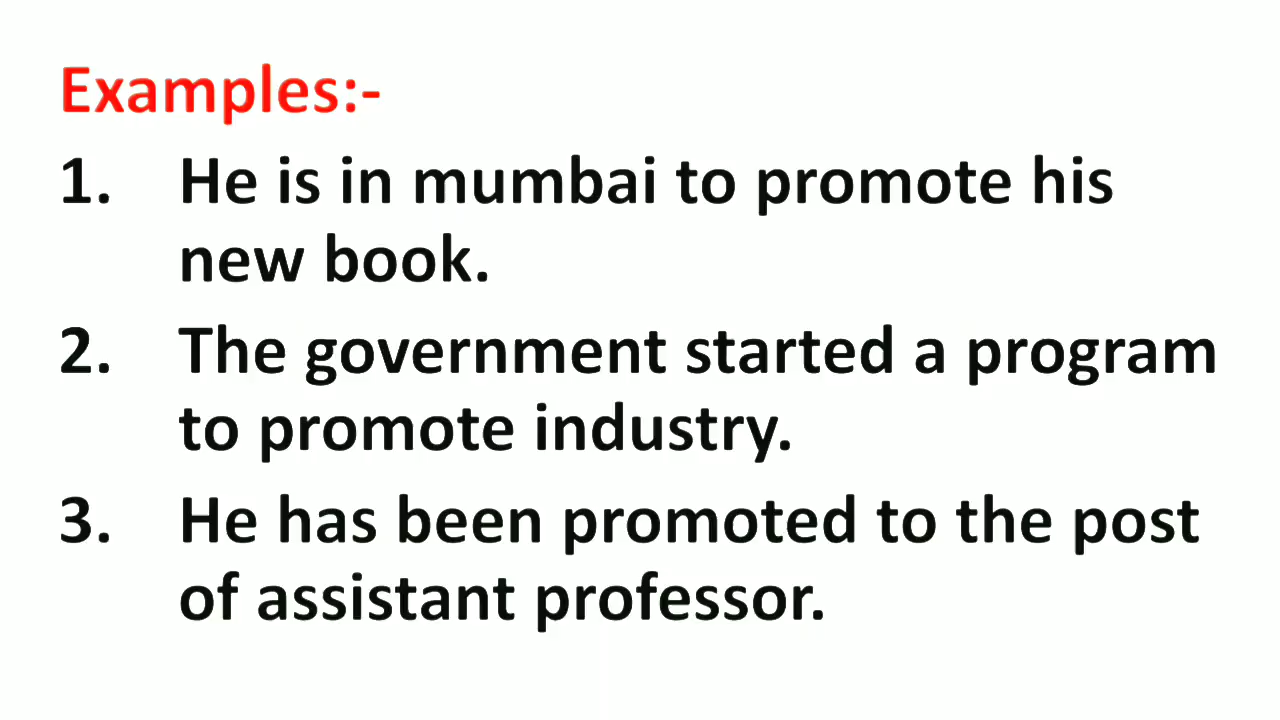 Examples:-
1. He is in mumbai to promote his
new book.
2. The government started a program
to promote industry.
3. He has been promoted to the post
of assistant professor.